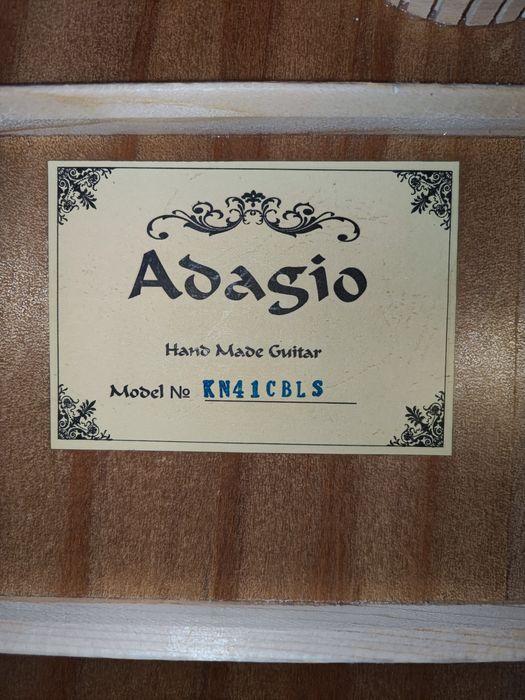 Adagio
Hand Made Guitar
Model No KN41CBLS